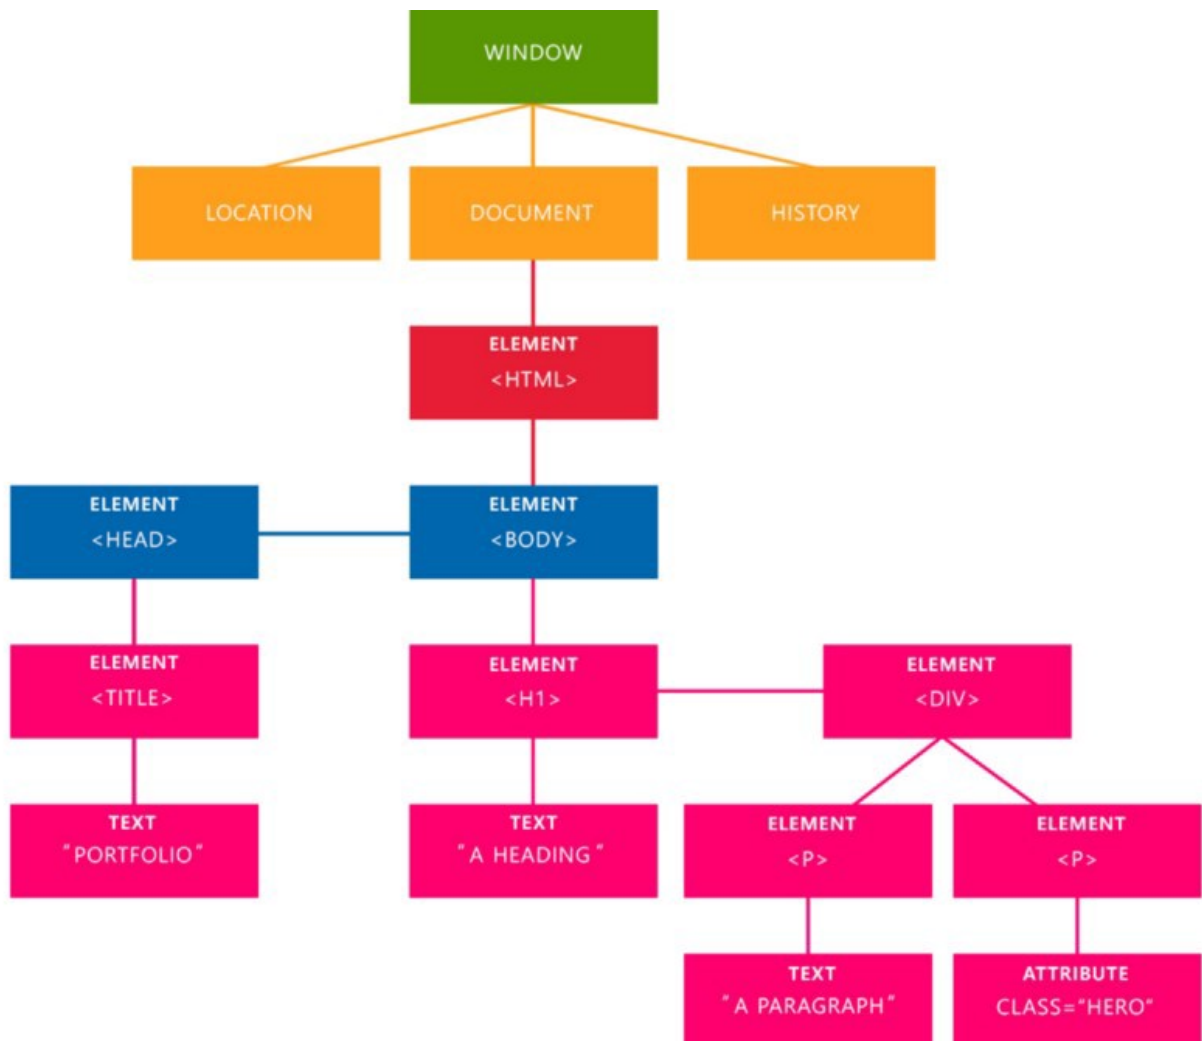 WINDOW
LOCATION
DOCUMENT
HISTORY
ELEMENT
<HTML>
ELEMENT
<HEAD>
ELEMENT
<BODY>
ELEMENT
<TITLE>
ELEMENT
<H1>
ELEMENT
<DIV>
TEXT
"PORTFOLIO"
TEXT
"A HEADING"
ELEMENT
<P>
ELEMENT
<P>
TEXT
"A PARAGRAPH"
ATTRIBUTE
CLASS="HERO"